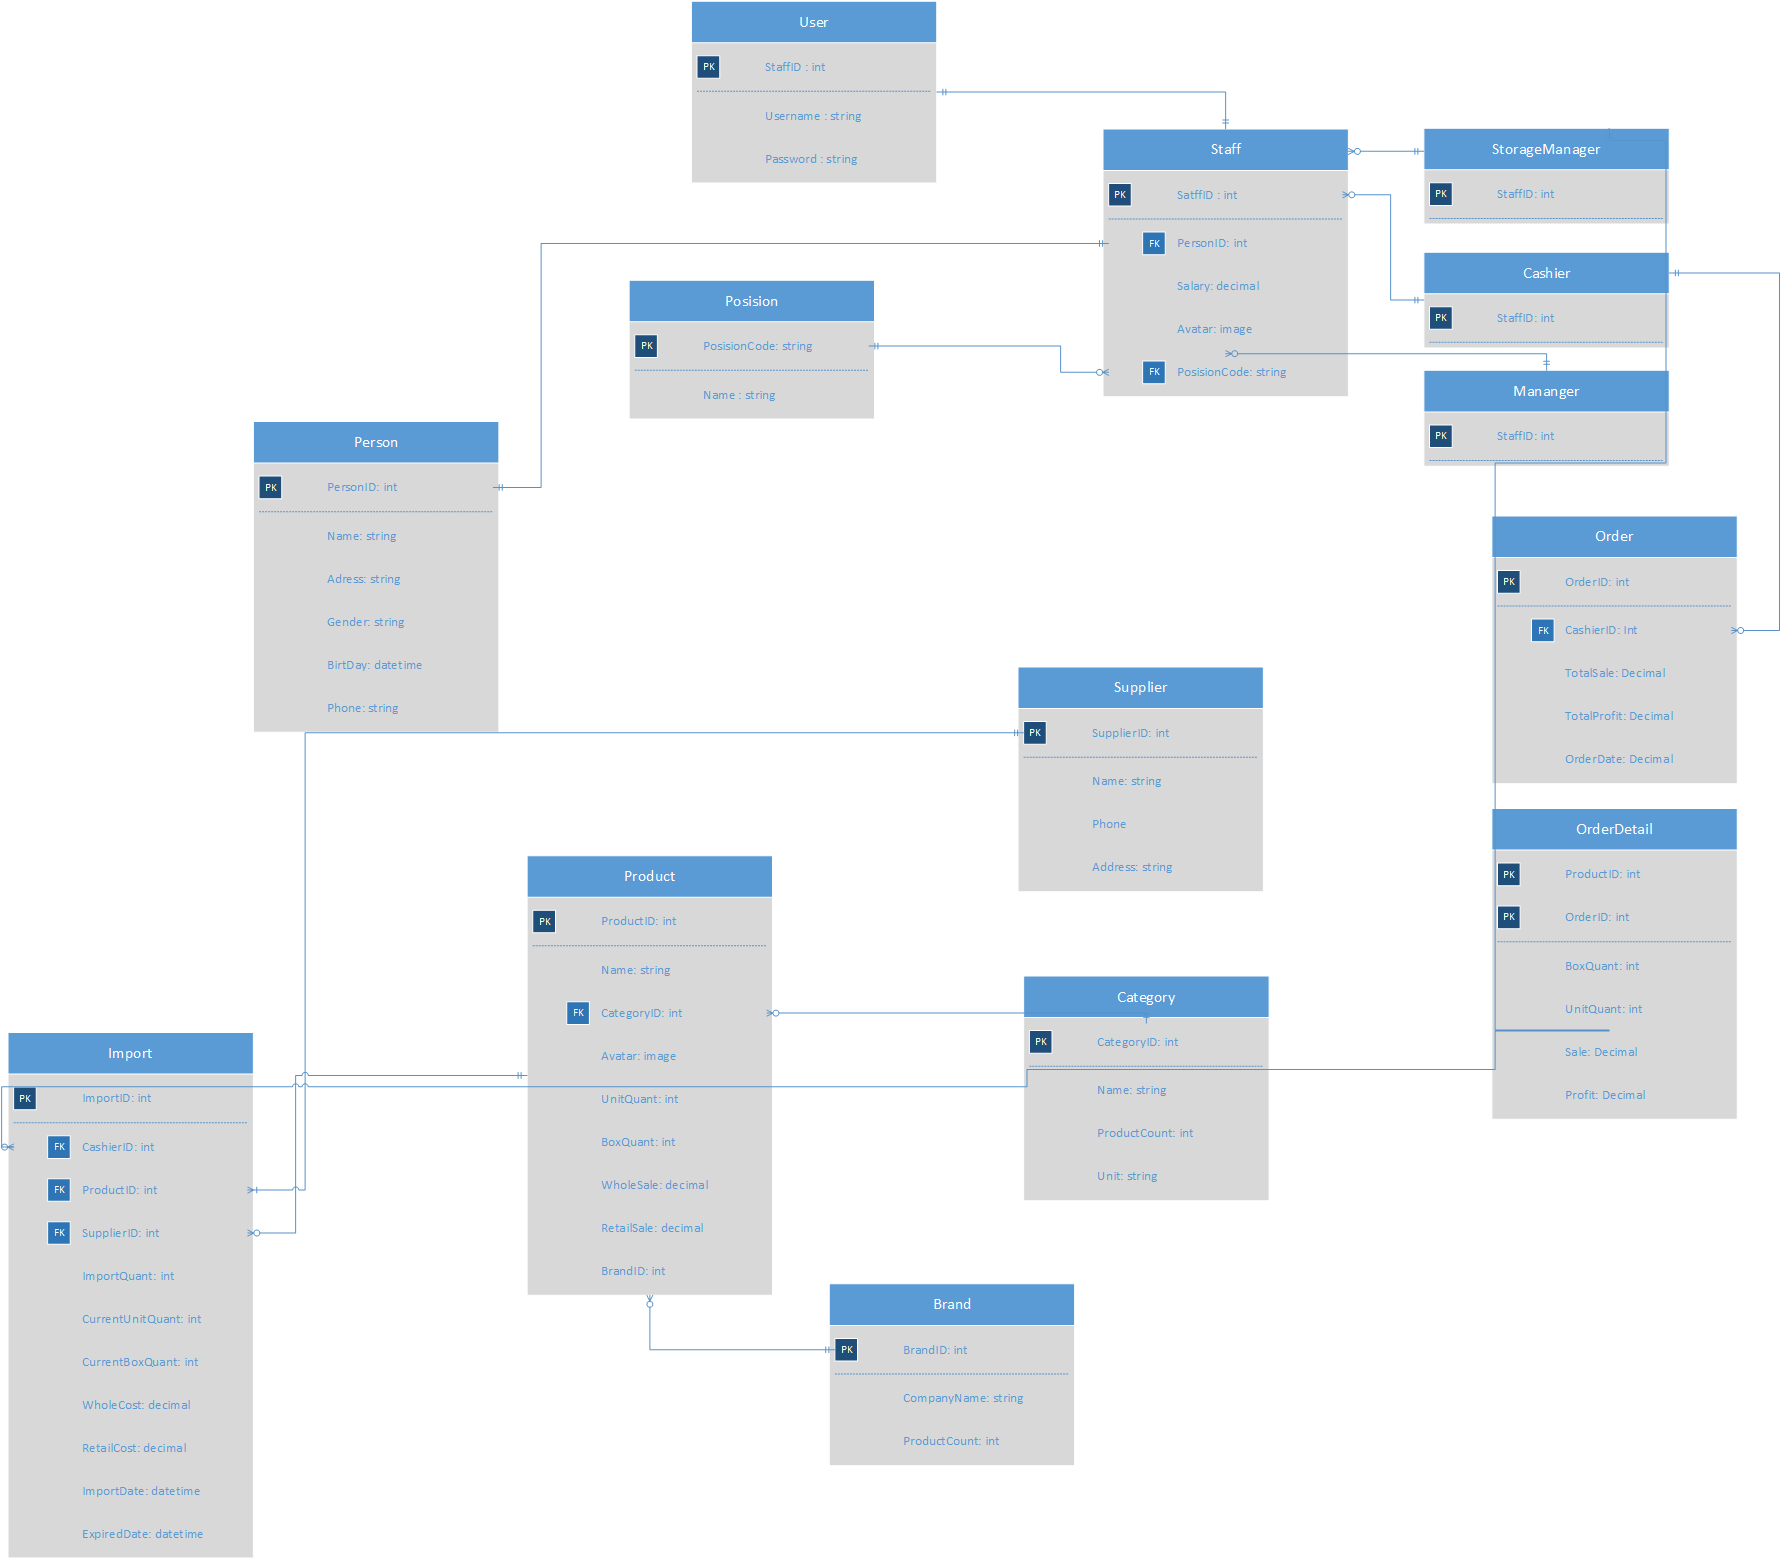 User
PK StaffID : int
Username : string
Password : string
Staff
PK SatffID : int
FK PersonID: int
Salary: decimal
Avatar: image
FK PosisionCode: string
StorageManager
PK StaffID: int
Cashier
PK StaffID: int
Mananger
PK StaffID: int
Posision
PK PosisionCode: string
Name : string
Person
PK PersonID: int
Name: string
Adress: string
Gender: string
BirtDay: datetime
Phone: string
Order
PK OrderID: int
FK CashierID: Int
TotalSale: Decimal
TotalProfit: Decimal
OrderDate: Decimal
Supplier
PK SupplierID: int
Name: string
Phone
Address: string
OrderDetail
PK ProductID: int
PK OrderID: int
BoxQuant: int
UnitQuant: int
Sale: Decimal
Profit: Decimal
Product
PK ProductID: int
Name: string
FK CategoryID: int
Avatar: image
UnitQuant: int
BoxQuant: int
WholeSale: decimal
RetailSale: decimal
BrandID: int
Category
PK CategoryID: int
Name: string
ProductCount: int
Unit: string
Import
PK ImportID: int
FK CashierID: int
FK ProductID: int
FK SupplierID: int
ImportQuant: int
CurrentUnitQuant: int
CurrentBoxQuant: int
WholeCost: decimal
RetailCost: decimal
ImportDate: datetime
ExpiredDate: datetime
Brand
PK BrandID: int
CompanyName: string
ProductCount: int